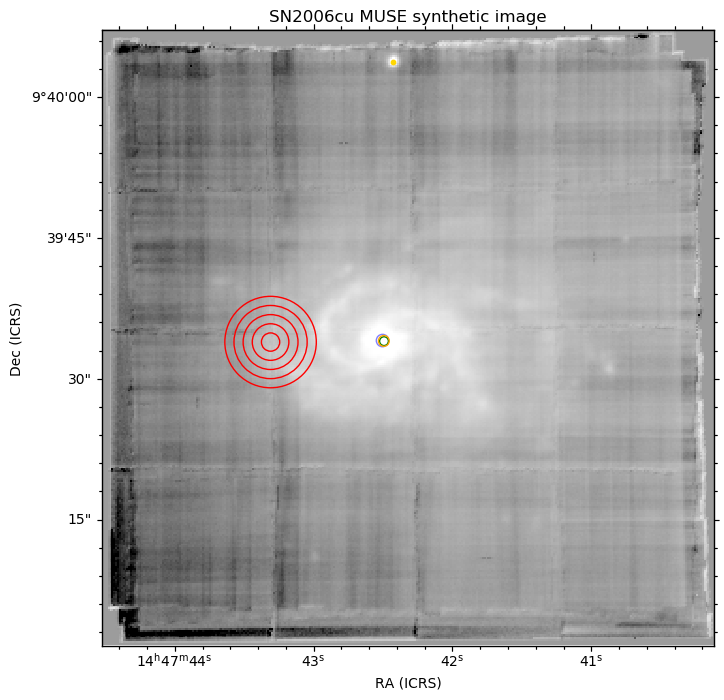 SN2006cu MUSE synthetic image
9°40'00"
39'45"
30"
15"
Dec (ICRS)
14ʰ47ᵐ44ˢ
43ˢ
42ˢ
41ˢ
RA (ICRS)